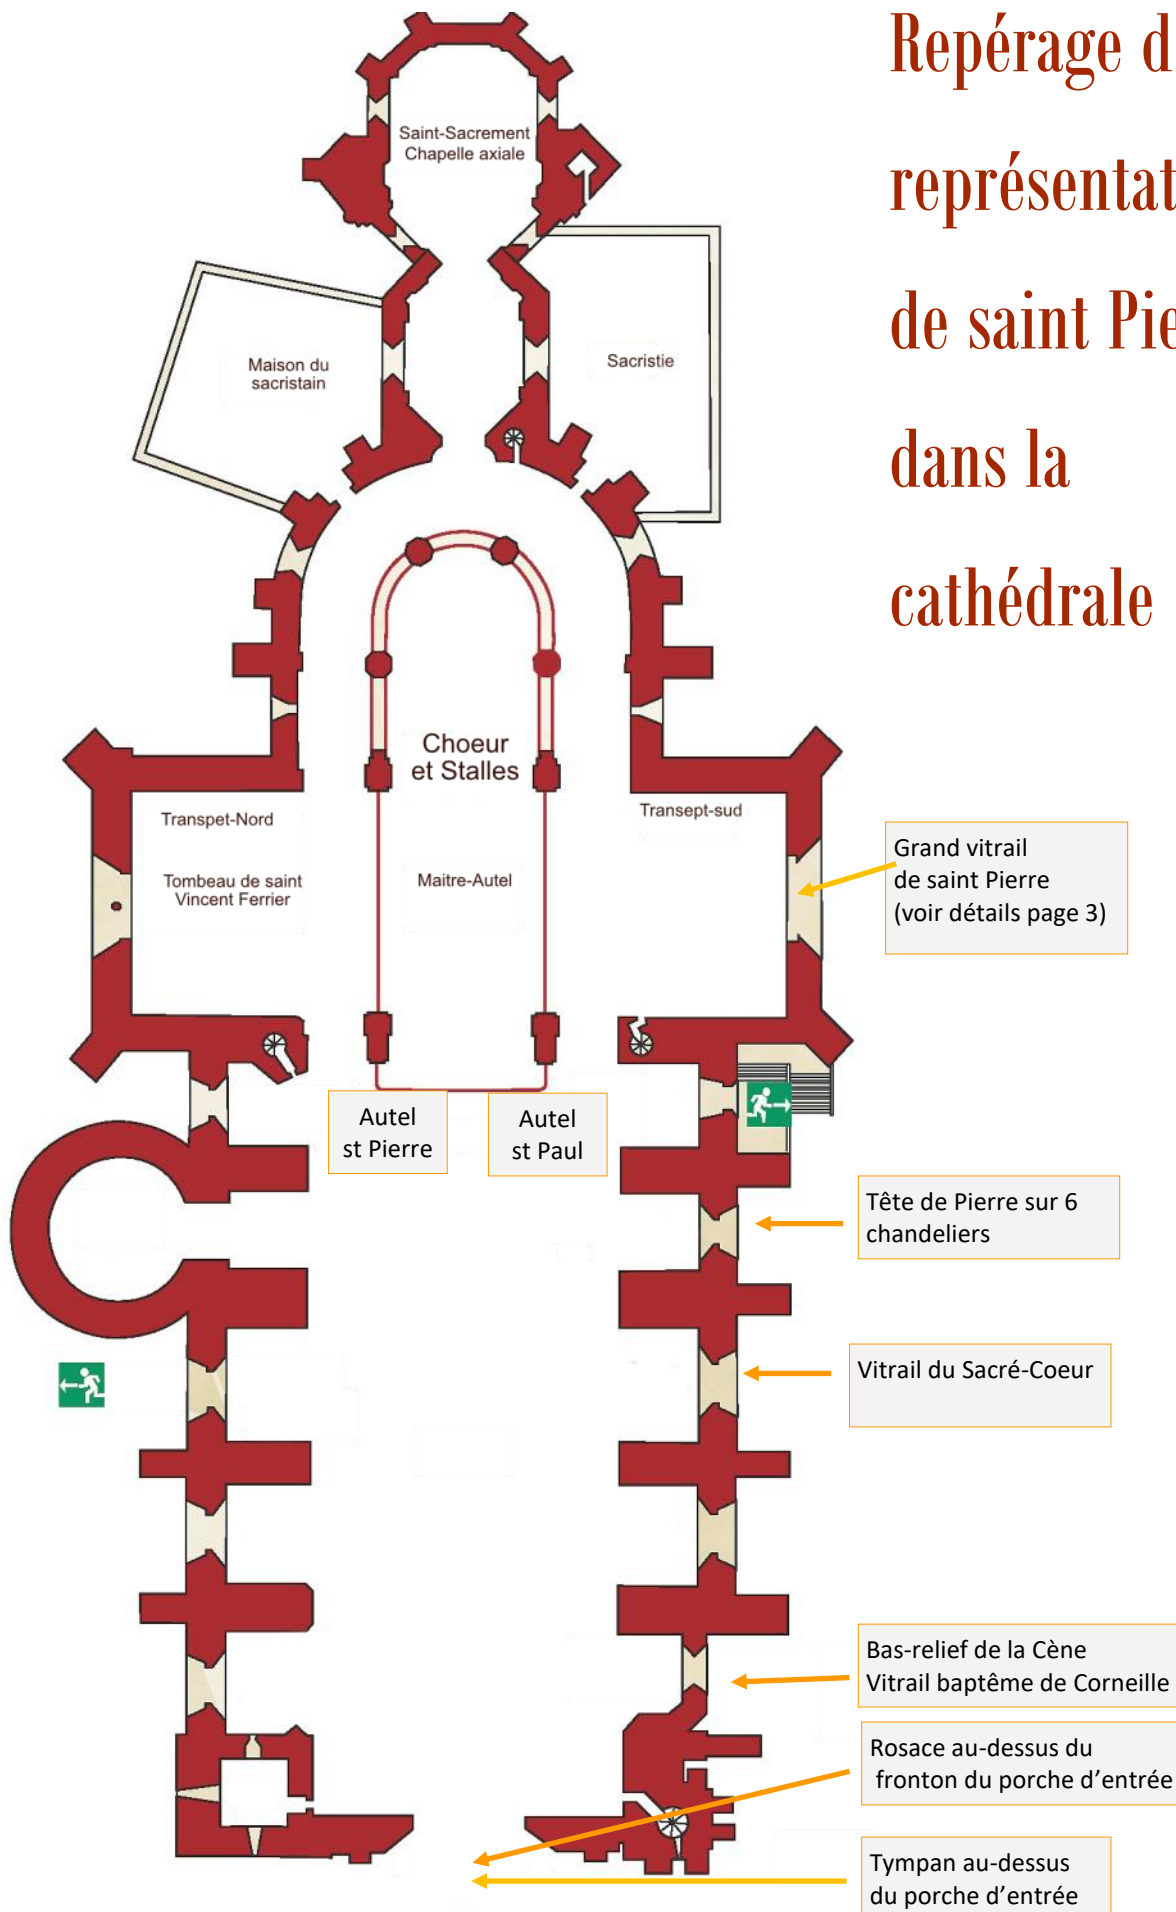 Repérage d
représentat
de saint Pie
dans la
cathédrale
Saint-Sacrement
Chapelle axiale
Maison du
sacristain
Sacristie
Choeur
et Stalles
Transpet-Nord
Transept-sud
Tombeau de saint
Vincent Ferrier
Maitre-Autel
Grand vitrail
de saint Pierre
(voir détails page 3)
Autel
st Pierre
Autel
st Paul
Tête de Pierre sur 6
chandeliers
Vitrail du Sacré-Coeur
Bas-relief de la Cène
Vitrail baptême de Corneille
Rosace au-dessus du
fronton du porche d’entrée
Tympan au-dessus
du porche d’entrée